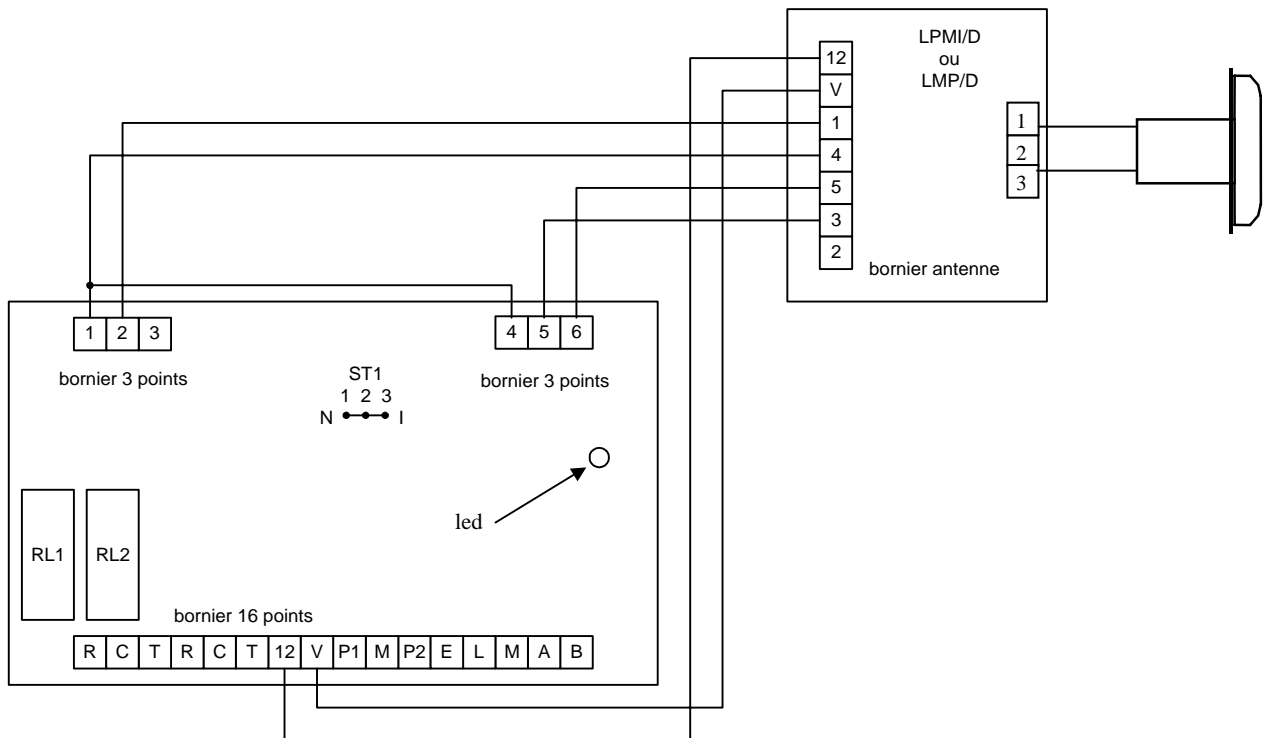 LPMI/D
ou
LMP/D
12
V
1
4
5
3
2
1
2
3
bornier antenne
1 2 3
4 5 6
bornier 3 points
bornier 3 points
ST1
1 2 3
N I
led
RL1 RL2
bornier 16 points
R C T R C T 12 V P1 M P2 E L M A B